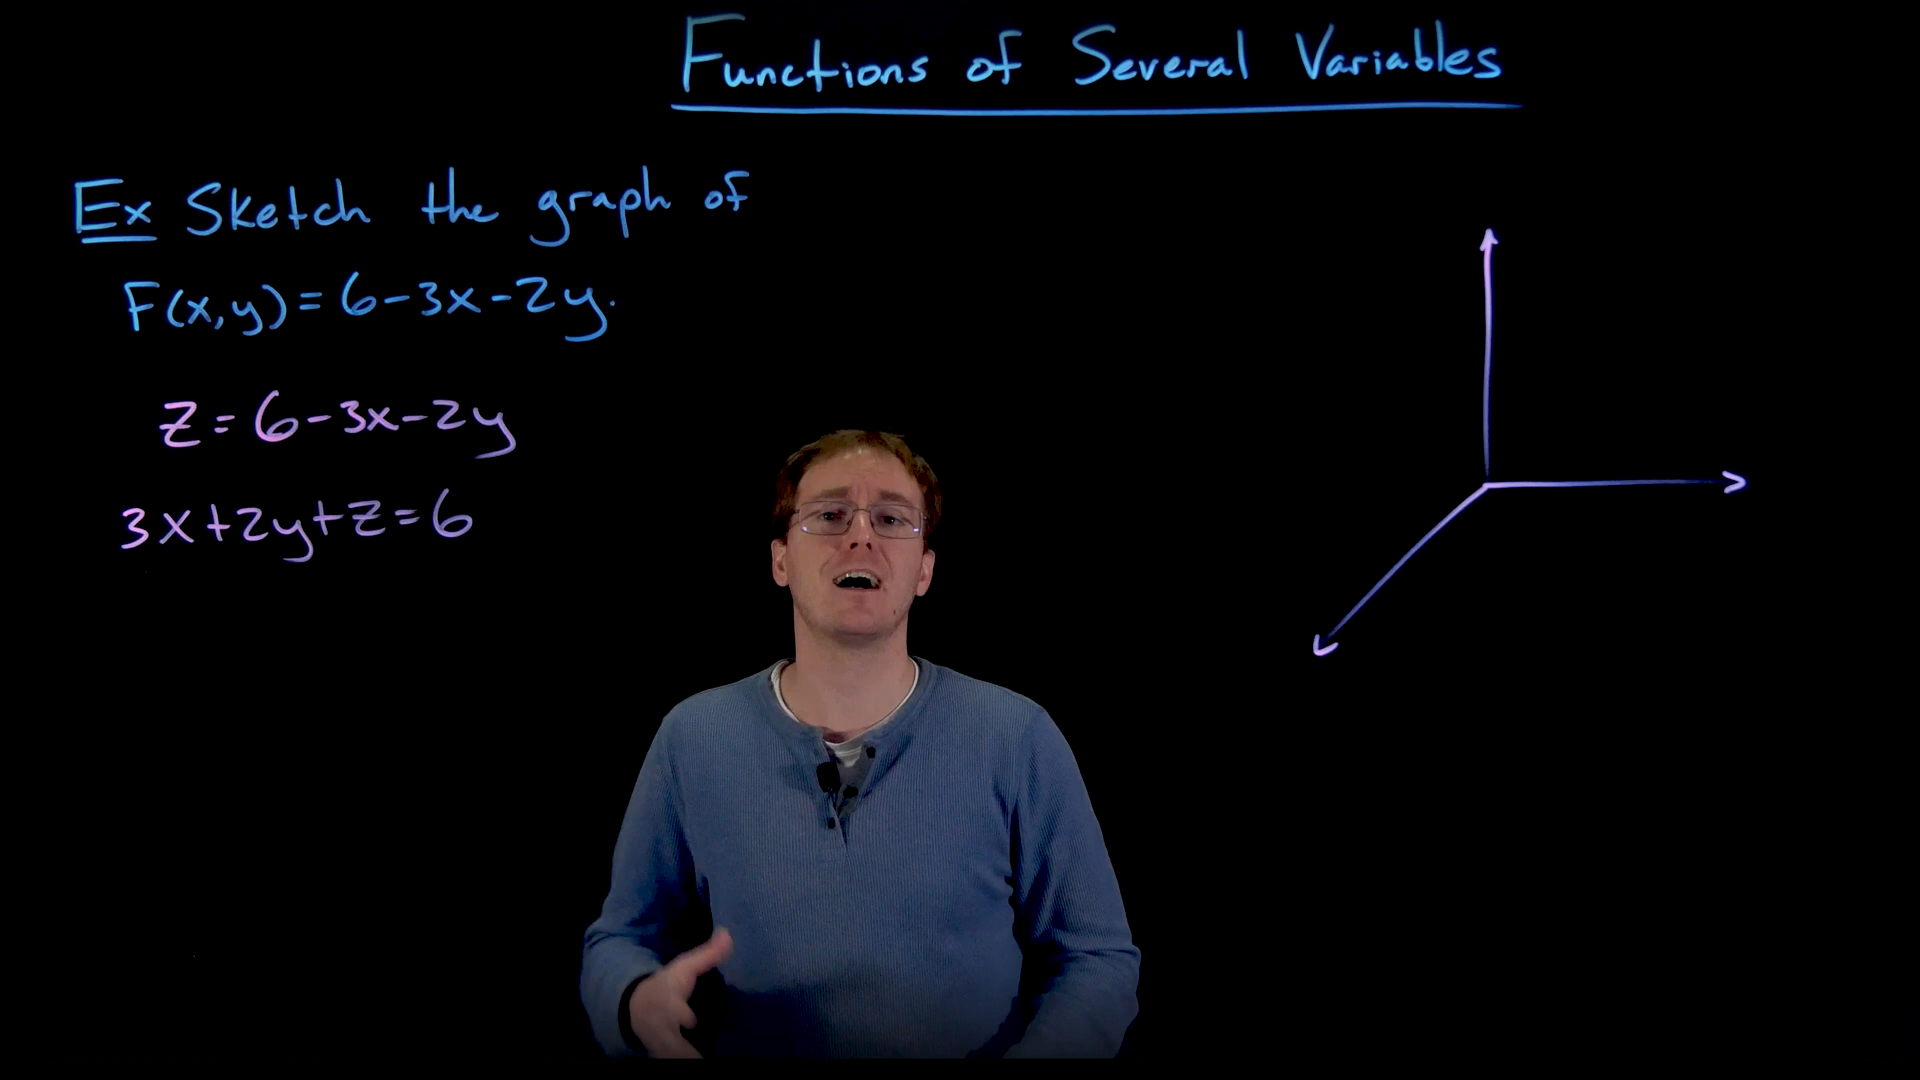 Functions of Several Variables
Ex Sketch the graph of
F(x,y)=6-3x-2y.
z=6-3x-2y
3x+2y+z=6